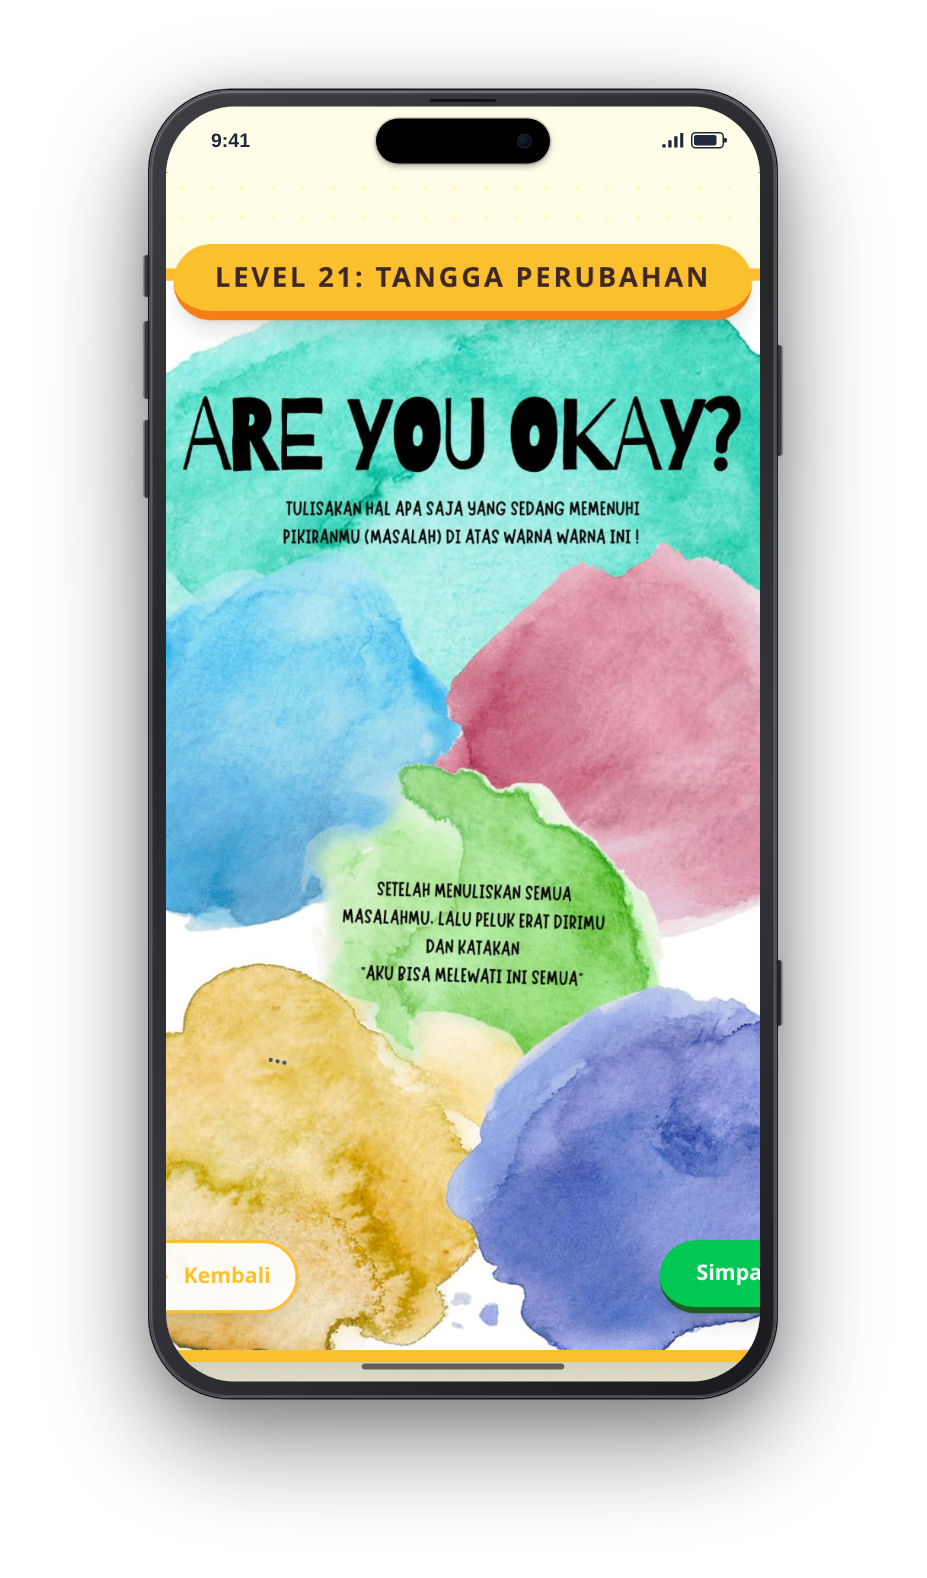 9:41
LEVEL 21: TANGGA PERUBAHAN
ARE YOU OKAY?
TULISAKAN HAL APA SAJA YANG SEDANG MEMENUHI
PIKIRANMU (MASALAH) DI ATAS WARNA WARNA INI !
SETELAH MENULISKAN SEMUA
MASALAHMU. LALU PELUK ERAT DIRIMU
DAN KATAKAN
"AKU BISA MELEWATI INI SEMUA"
...
Kembali
Simpa